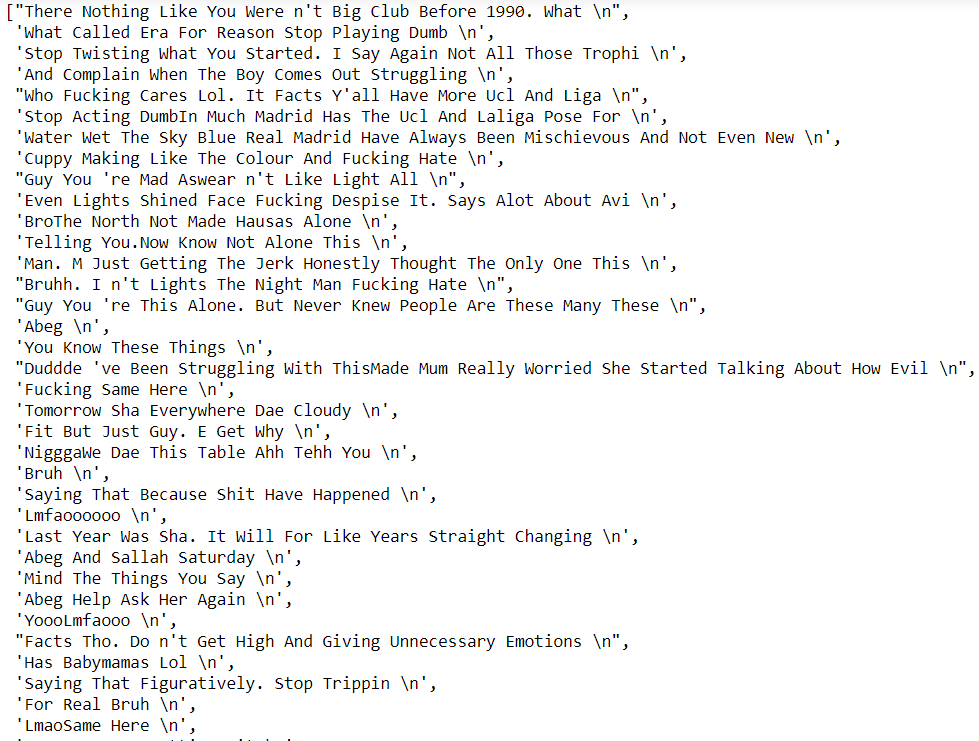 ["There Nothing Like You Were n't Big Club Before 1990. What \n",
'What Called Era For Reason Stop Playing Dumb \n',
'Stop Twisting What You Started. I Say Again Not All Those Trophi \n',
'And Complain When The Boy Comes Out Struggling \n',
"Who Fucking Cares Lol. It Facts Y'all Have More Ucl And Liga \n",
'Stop Acting DumbIn Much Madrid Has The Ucl And Laliga Pose For \n',
'Water Wet The Sky Blue Real Madrid Have Always Been Mischievous And Not Even New \n',
'Cuppy Making Like The Colour And Fucking Hate \n',
"Guy You 're Mad Aswear n't Like Light All \n",
'Even Lights Shined Face Fucking Despise It. Says Alot About Avi \n',
'BroThe North Not Made Hausas Alone \n',
'Telling You.Now Know Not Alone This \n',
'Man. M Just Getting The Jerk Honestly Thought The Only One This \n',
"Bruhh. I n't Lights The Night Man Fucking Hate \n",
"Guy You 're This Alone. But Never Knew People Are These Many These \n",
'Abeg \n',
'You Know These Things \n',
"Duddde 've Been Struggling With ThisMade Mum Really Worried She Started Talking About How Evil \n",
'Fucking Same Here \n',
'Tomorrow Sha Everywhere Dae Cloudy \n',
'Fit But Just Guy. E Get Why \n',
'NigggaWe Dae This Table Ahh Tehh You \n',
'Bruh \n',
'Saying That Because Shit Have Happened \n',
'Lmfaoooooo \n',
'Last Year Was Sha. It Will For Like Years Straight Changing \n',
'Abeg And Sallah Saturday \n',
'Mind The Things You Say \n',
'Abeg Help Ask Her Again \n',
'YoooLmfaooo \n',
"Facts Tho. Do n't Get High And Giving Unnecessary Emotions \n",
'Has Babymamas Lol \n',
'Saying That Figuratively. Stop Trippin \n',
'For Real Bruh \n',
'LmaoSame Here \n',